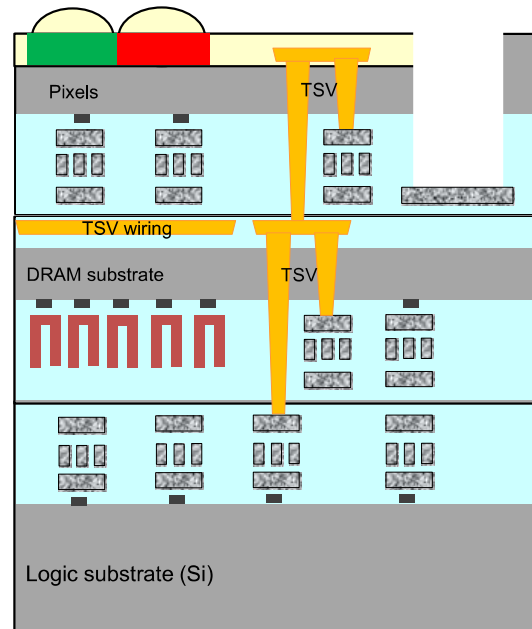 Pixels
TSV
TSV wiring
DRAM substrate
TSV
Logic substrate (Si)